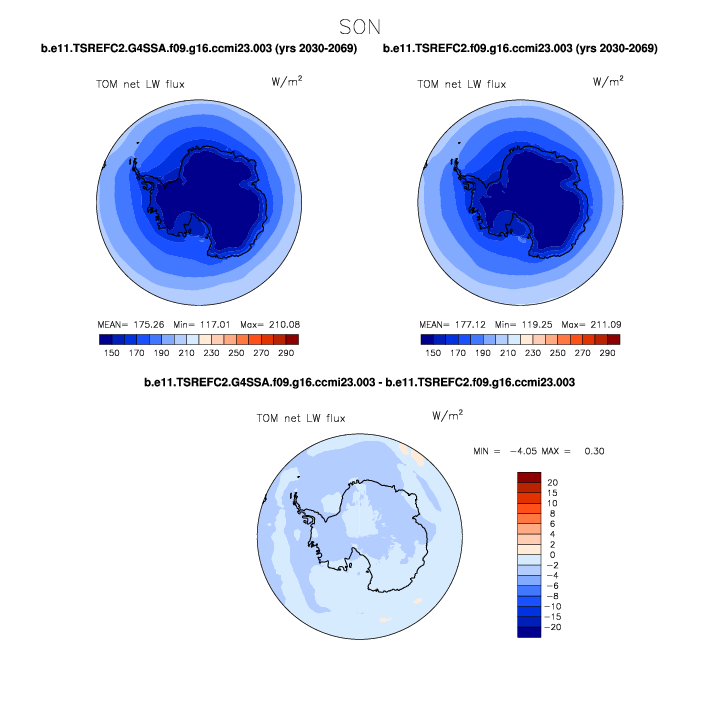 SON
b.e11.TSREFC2.G4SSA.f09.g16.ccmi23.003 (yrs 2030-2069) b.e11.TSREFC2.f09.g16.ccmi23.003 (yrs 2030-2069)
TOM net LW flux W/m² TOM net LW flux W/m²
MEAN= 175.26 Min= 117.01 Max= 210.08 MEAN= 177.12 Min= 119.25 Max= 211.09
150 170 190 210 230 250 270 290 150 170 190 210 230 250 270 290
b.e11.TSREFC2.G4SSA.f09.g16.ccmi23.003 - b.e11.TSREFC2.f09.g16.ccmi23.003
TOM net LW flux W/m²
MIN = -4.05 MAX = 0.30
20
15
10
8
6
4
2
0
-2
-4
-6
-8
-10
-15
-20